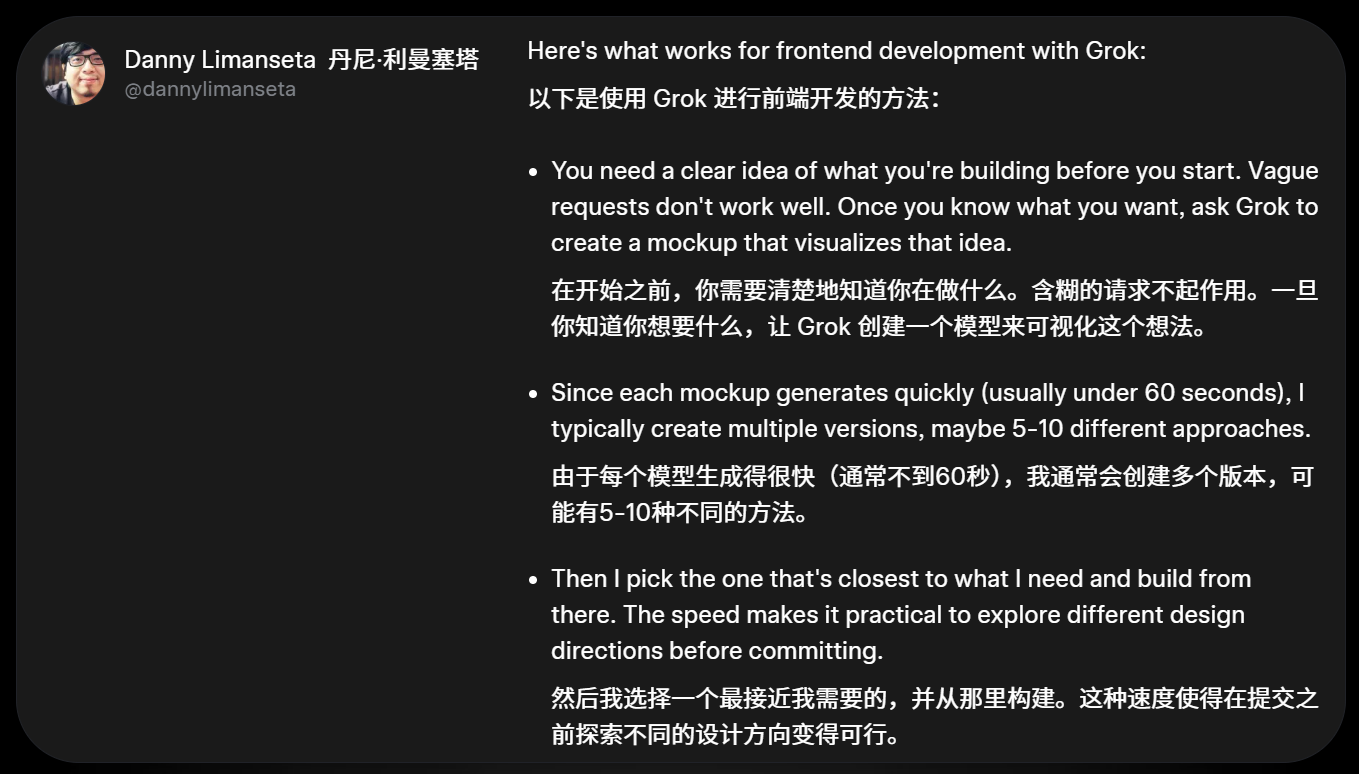 Danny Limanseta 丹尼·利曼塞塔
@dannylimanseta
Here's what works for frontend development with Grok:
以下是使用 Grok 进行前端开发的方法：
• You need a clear idea of what you're building before you start. Vague
requests don't work well. Once you know what you want, ask Grok to
create a mockup that visualizes that idea.
在开始之前，你需要清楚地知道你在做什么。含糊的请求不起作用。一旦
你知道你想要什么，让 Grok 创建一个模型来可视化这个想法。
• Since each mockup generates quickly (usually under 60 seconds), I
typically create multiple versions, maybe 5-10 different approaches.
由于每个模型生成得很快（通常不到60秒），我通常会创建多个版本，可
能有5-10种不同的方法。
• Then I pick the one that's closest to what I need and build from
there. The speed makes it practical to explore different design
directions before committing.
然后我选择一个最接近我需要的，并从那里构建。这种速度使得在提交之
前探索不同的设计方向变得可行。